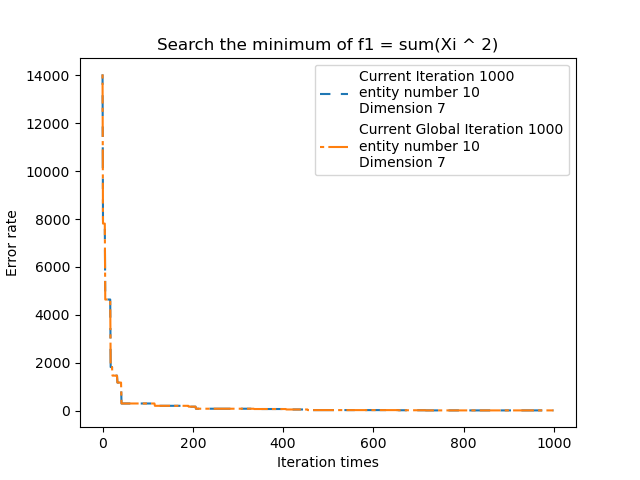 Search the minimum of f1 = sum(Xi ^ 2)
Error rate
14000
12000
10000
8000
6000
4000
2000
0
Current Iteration 1000
entity number 10
Dimension 7
Current Global Iteration 1000
entity number 10
Dimension 7
0
200
400
600
800
1000
Iteration times